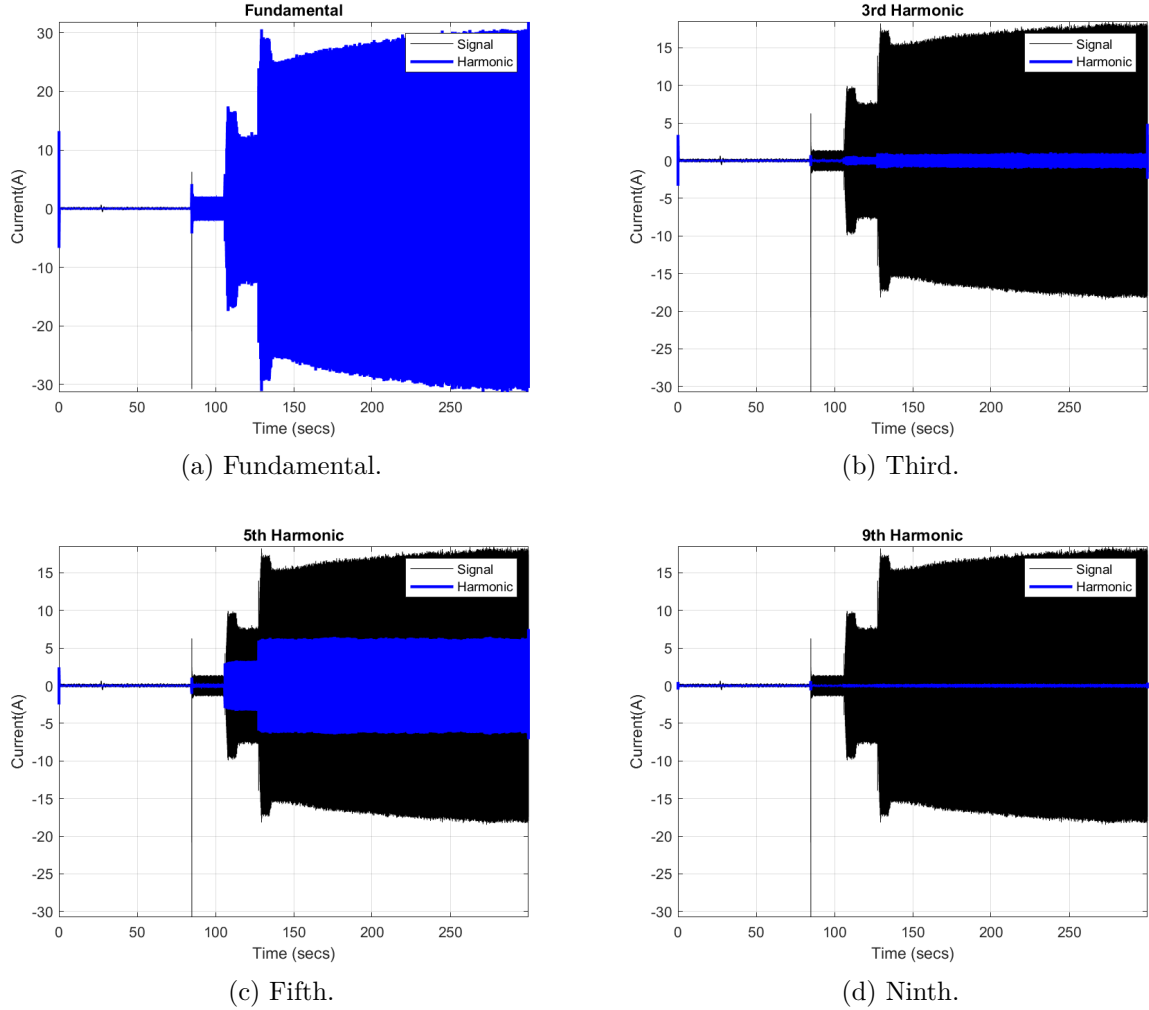 Fundamental
Signal
Harmonic
Current(A)
30
20
10
0
-10
-20
-30
0 50 100 150 200 250
Time (secs)
(a) Fundamental.
3rd Harmonic
Signal
Harmonic
Current(A)
15
10
5
0
-5
-10
-15
-20
-25
-30
0 50 100 150 200 250
Time (secs)
(b) Third.
5th Harmonic
Signal
Harmonic
Current(A)
15
10
5
0
-5
-10
-15
-20
-25
-30
0 50 100 150 200 250
Time (secs)
(c) Fifth.
9th Harmonic
Signal
Harmonic
Current(A)
15
10
5
0
-5
-10
-15
-20
-25
-30
0 50 100 150 200 250
Time (secs)
(d) Ninth.